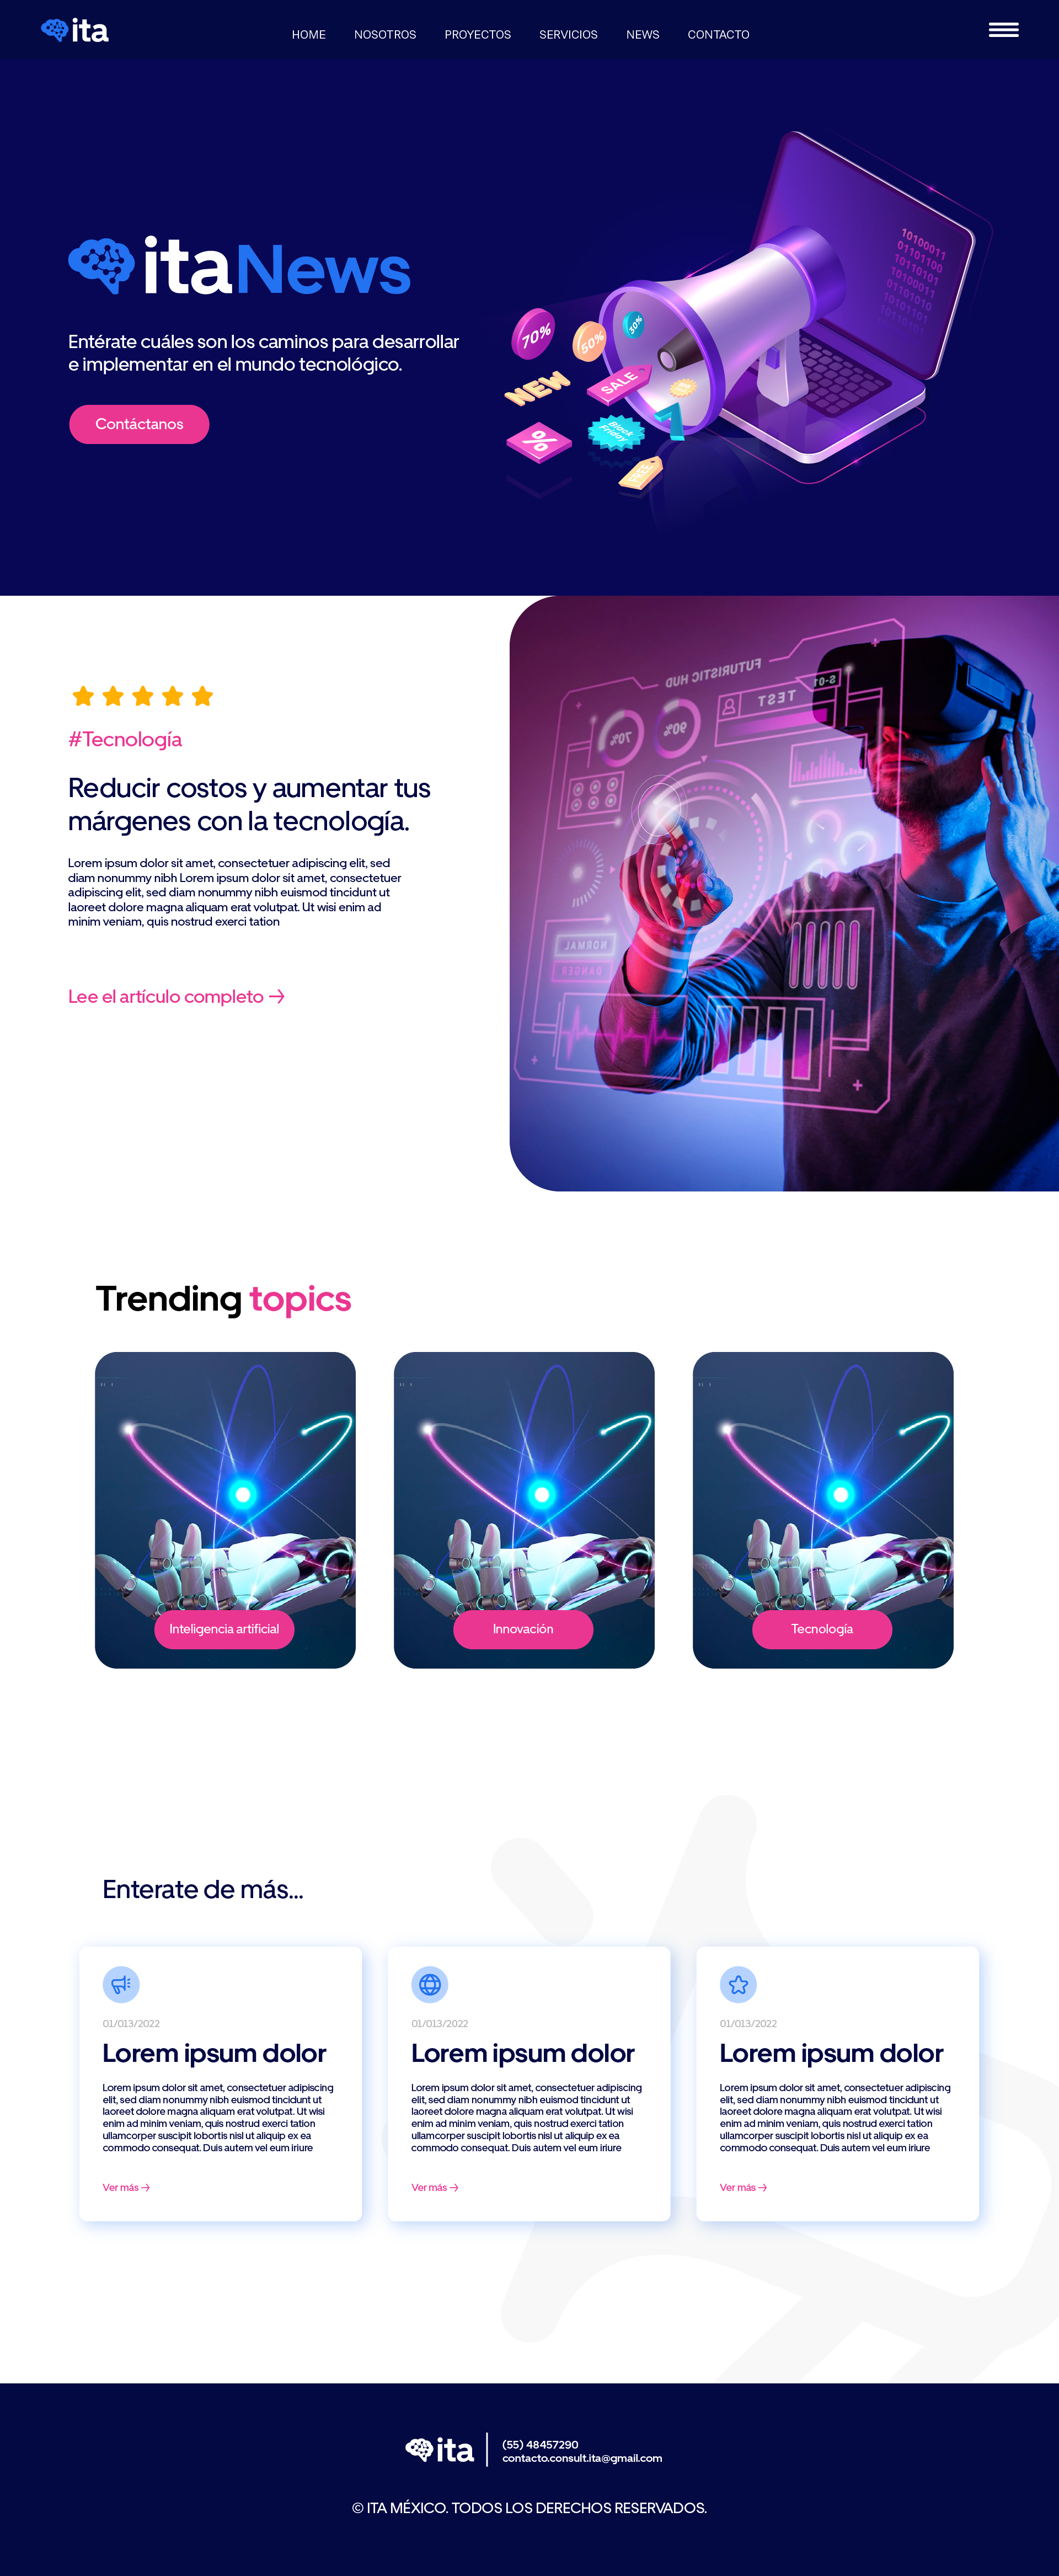 ita
HOME NOSOTROS PROYECTOS SERVICIOS NEWS CONTACTO
itaNews
Entérate cuáles son los caminos para desarrollar
e implementar en el mundo tecnológico.
Contáctanos
10100011
01101100
10110101
10100011
01101010
70%
50%
30%
NEW
SALE
%
Black
Friday
FREE
#Tecnología
Reducir costos y aumentar tus
márgenes con la tecnología.
Lorem ipsum dolor sit amet, consectetuer adipiscing elit, sed
diam nonummy nibh Lorem ipsum dolor sit amet, consectetuer
adipiscing elit, sed diam nonummy nibh euismod tincidunt ut
laoreet dolore magna aliquam erat volutpat. Ut wisi enim ad
minim veniam, quis nostrud exerci tation
Lee el artículo completo →
FUTURISTIC HUD
S-01
TEST
70%
90%
NORMAL
DANGER
Trending topics
Inteligencia artificial
Innovación
Tecnología
Enterate de más...
01/013/2022
Lorem ipsum dolor
Lorem ipsum dolor sit amet, consectetuer adipiscing
elit, sed diam nonummy nibh euismod tincidunt ut
laoreet dolore magna aliquam erat volutpat. Ut wisi
enim ad minim veniam, quis nostrud exerci tation
ullamcorper suscipit lobortis nisl ut aliquip ex ea
commodo consequat. Duis autem vel eum iriure
Ver más →
01/013/2022
Lorem ipsum dolor
Lorem ipsum dolor sit amet, consectetuer adipiscing
elit, sed diam nonummy nibh euismod tincidunt ut
laoreet dolore magna aliquam erat volutpat. Ut wisi
enim ad minim veniam, quis nostrud exerci tation
ullamcorper suscipit lobortis nisl ut aliquip ex ea
commodo consequat. Duis autem vel eum iriure
Ver más →
01/013/2022
Lorem ipsum dolor
Lorem ipsum dolor sit amet, consectetuer adipiscing
elit, sed diam nonummy nibh euismod tincidunt ut
laoreet dolore magna aliquam erat volutpat. Ut wisi
enim ad minim veniam, quis nostrud exerci tation
ullamcorper suscipit lobortis nisl ut aliquip ex ea
commodo consequat. Duis autem vel eum iriure
Ver más →
ita
(55) 48457290
contacto.consult.ita@gmail.com
© ITA MÉXICO. TODOS LOS DERECHOS RESERVADOS.